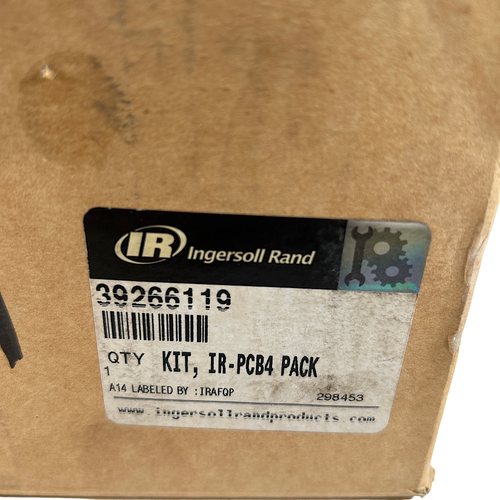 IR Ingersoll Rand
39266119
QTY KIT, IR-PCB4 PACK
1
A14 LABELED BY :IRAFQP 298453
www.ingersollrandproducts.com